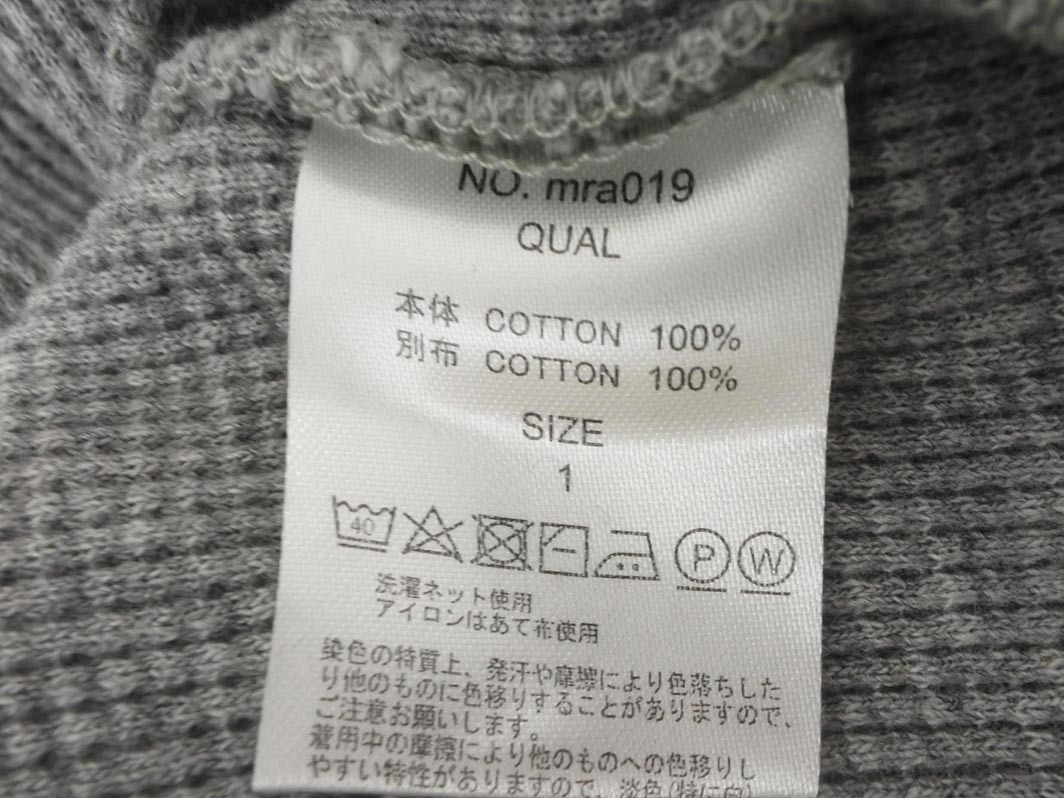 NO. mra019
QUAL
本体 COTTON 100%
別布 COTTON 100%
SIZE
1
40 P W
洗濯ネット使用
アイロンはあて布使用
染色の特質上、発汗や摩擦により色落ちした
り他のものに色移りすることがありますので、
ご注意お願いします。
着用中の摩擦により他のものへの色移りし
やすい特性がありますので、淡色(特に白)